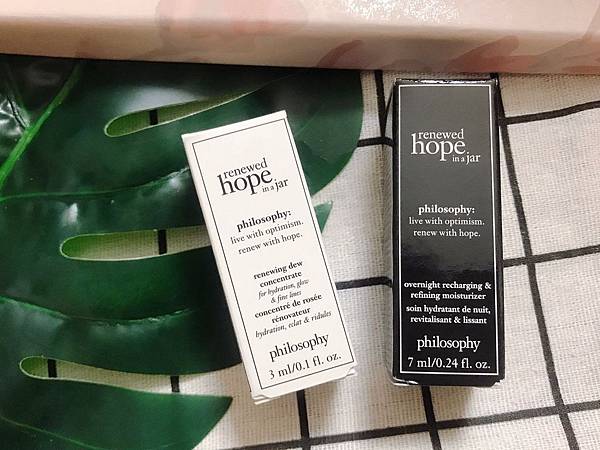 renewed
hope
in a jar
philosophy:
live with optimism.
renew with hope.
renewing dew
concentrate
for hydration, glow
& fine lines
concentré de rosée
rénovateur
hydration, eclat & ridules
philosophy
3 ml/0.1 fl. oz.
renewed
hope
in a jar
philosophy:
live with optimism.
renew with hope.
overnight recharging &
refining moisturizer
soin hydratant de nuit,
revitalisant & lissant
philosophy
7 ml/0.24 fl. oz.